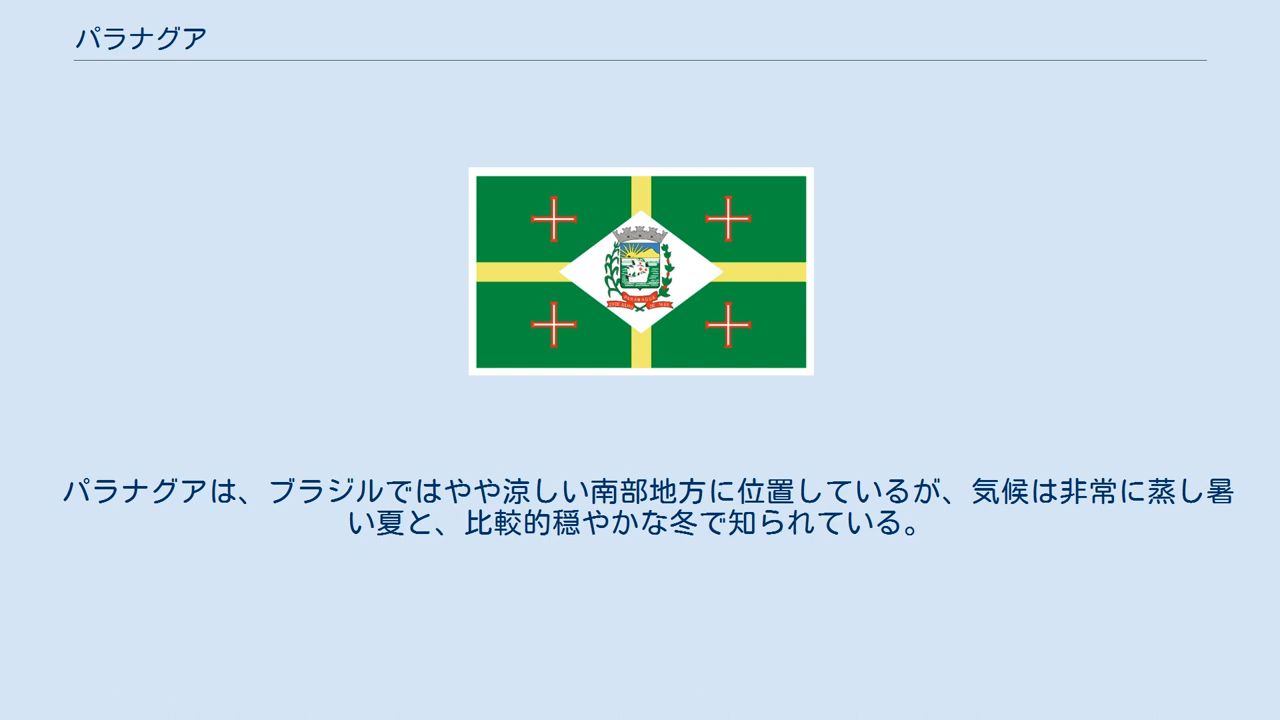 パラナグア
パラナグアは、ブラジルではやや涼しい南部地方に位置しているが、気候は非常に蒸し暑
い夏と、比較的穏やかな冬で知られている。